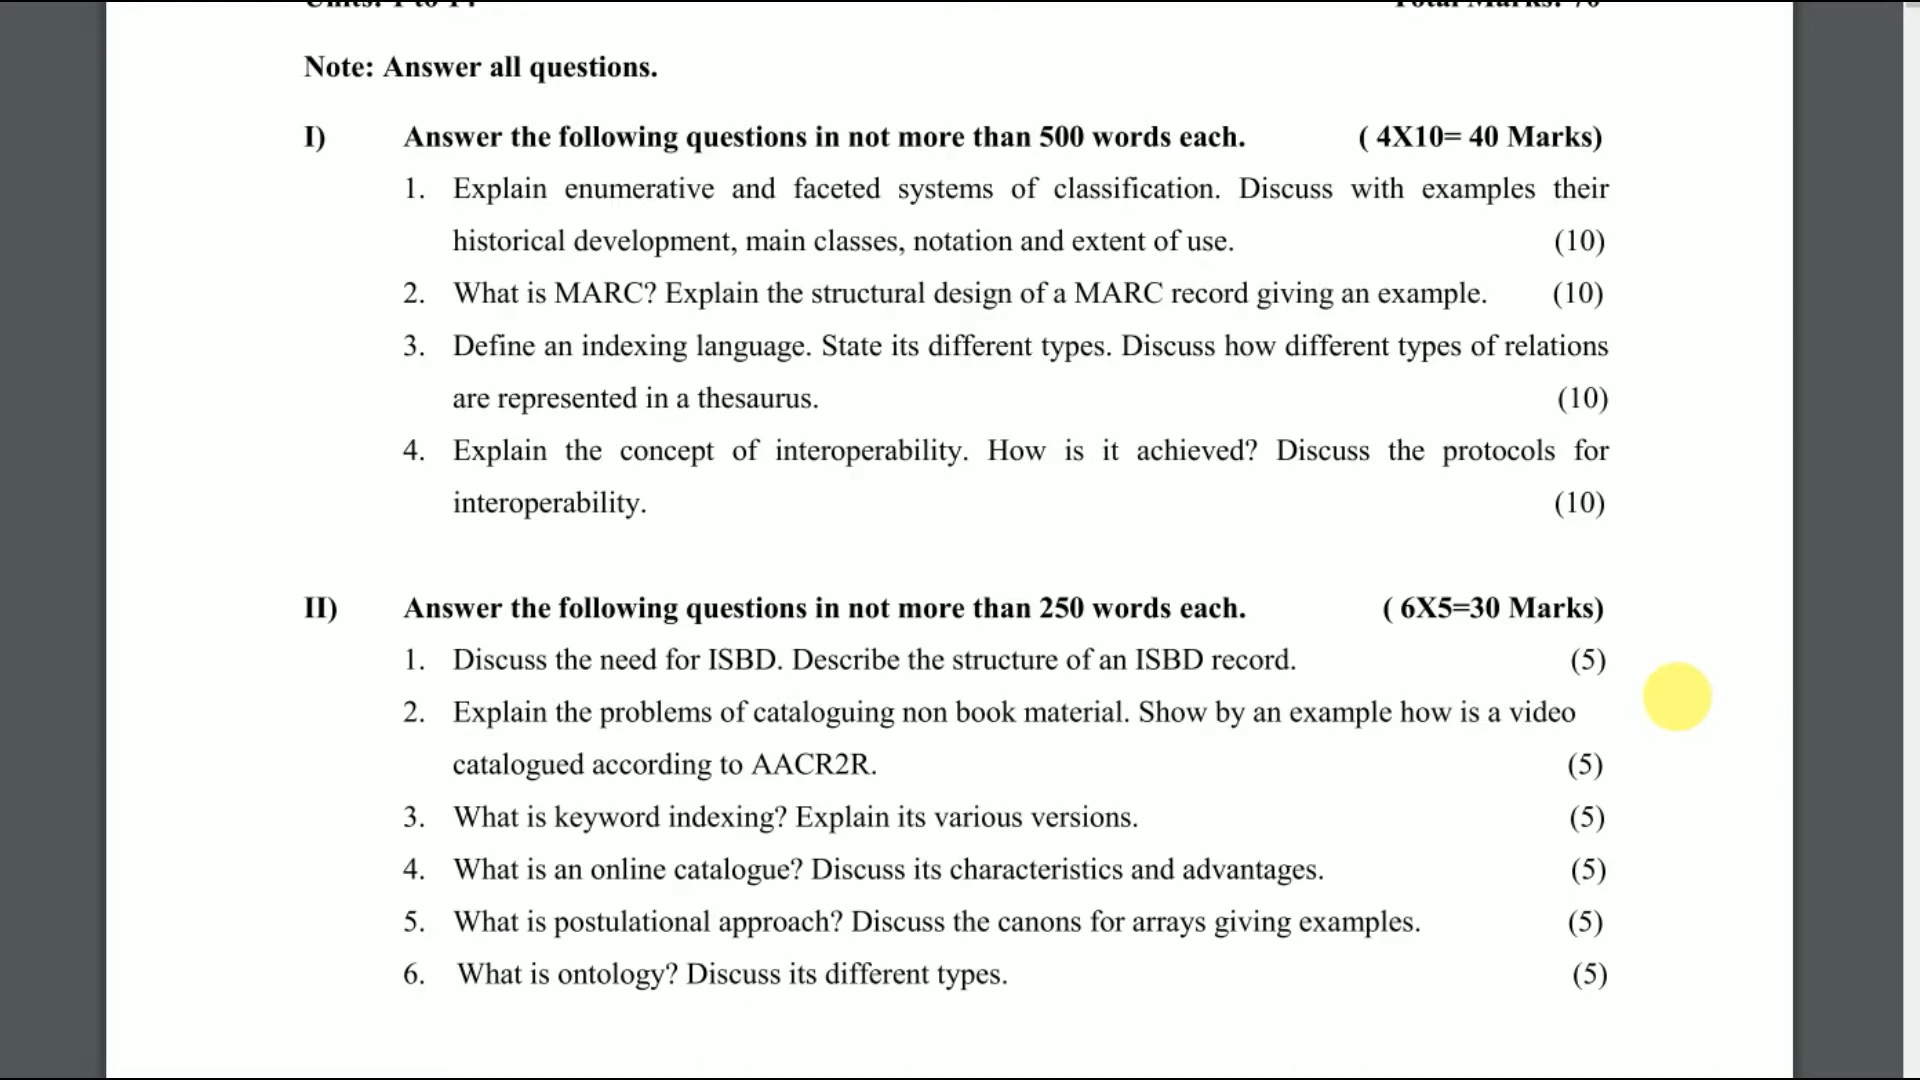 Units: 1 to 14
Total Marks: 70
Note: Answer all questions.
I) Answer the following questions in not more than 500 words each. ( 4X10= 40 Marks)
1. Explain enumerative and faceted systems of classification. Discuss with examples their
historical development, main classes, notation and extent of use. (10)
2. What is MARC? Explain the structural design of a MARC record giving an example. (10)
3. Define an indexing language. State its different types. Discuss how different types of relations
are represented in a thesaurus. (10)
4. Explain the concept of interoperability. How is it achieved? Discuss the protocols for
interoperability. (10)
II) Answer the following questions in not more than 250 words each. ( 6X5=30 Marks)
1. Discuss the need for ISBD. Describe the structure of an ISBD record. (5)
2. Explain the problems of cataloguing non book material. Show by an example how is a video
catalogued according to AACR2R. (5)
3. What is keyword indexing? Explain its various versions. (5)
4. What is an online catalogue? Discuss its characteristics and advantages. (5)
5. What is postulational approach? Discuss the canons for arrays giving examples. (5)
6. What is ontology? Discuss its different types. (5)